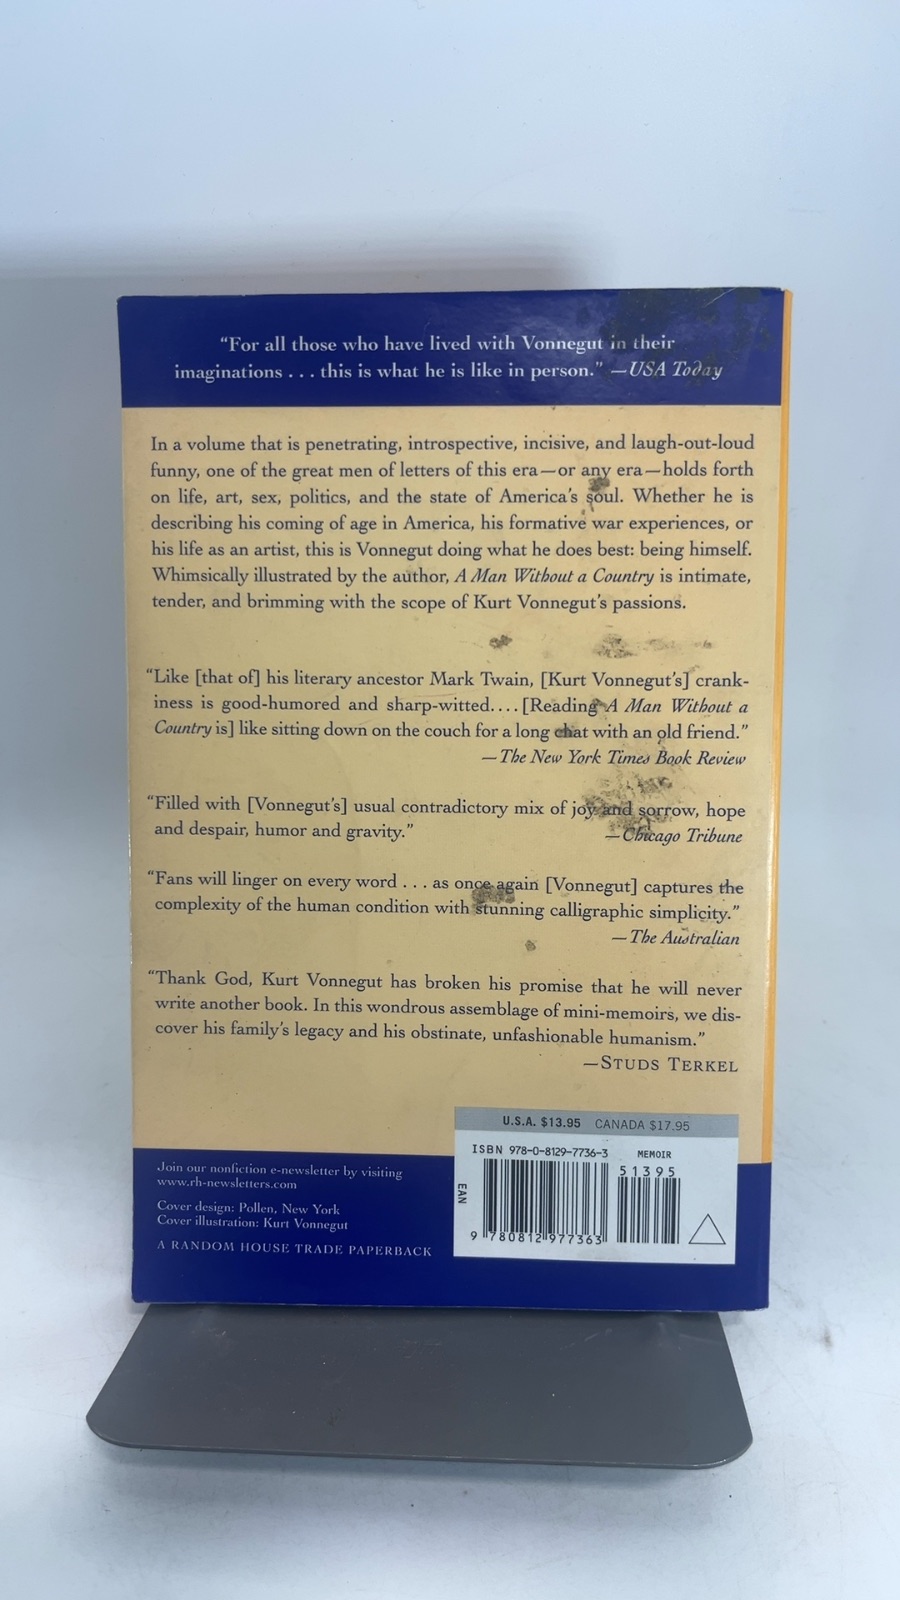 “For all those who have lived with Vonnegut in their
imaginations . . . this is what he is like in person.” —USA Today
In a volume that is penetrating, introspective, incisive, and laugh-out-loud
funny, one of the great men of letters of this era—or any era—holds forth
on life, art, sex, politics, and the state of America’s soul. Whether he is
describing his coming of age in America, his formative war experiences, or
his life as an artist, this is Vonnegut doing what he does best: being himself.
Whimsically illustrated by the author, A Man Without a Country is intimate,
tender, and brimming with the scope of Kurt Vonnegut’s passions.
“Like [that of] his literary ancestor Mark Twain, [Kurt Vonnegut’s] crank-
iness is good-humored and sharp-witted. . . . [Reading A Man Without a
Country is] like sitting down on the couch for a long chat with an old friend.”
—The New York Times Book Review
“Filled with [Vonnegut’s] usual contradictory mix of joy and sorrow, hope
and despair, humor and gravity.” —Chicago Tribune
“Fans will linger on every word . . . as once again [Vonnegut] captures the
complexity of the human condition with stunning calligraphic simplicity.”
—The Australian
“Thank God, Kurt Vonnegut has broken his promise that he will never
write another book. In this wondrous assemblage of mini-memoirs, we dis-
cover his family’s legacy and his obstinate, unfashionable humanism.”
—STUDS TERKEL
U.S.A. $13.95 CANADA $17.95
ISBN 978-0-8129-7736-3 MEMOIR
51395
EAN
9 780812 977363
Join our nonfiction e-newsletter by visiting
www.rh-newsletters.com
Cover design: Pollen, New York
Cover illustration: Kurt Vonnegut
A RANDOM HOUSE TRADE PAPERBACK